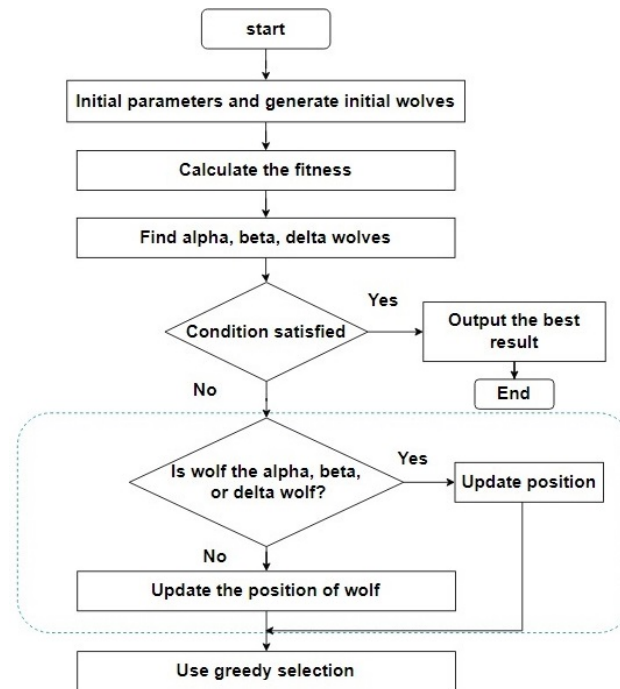 start
Initial parameters and generate initial wolves
Calculate the fitness
Find alpha, beta, delta wolves
Condition satisfied
Yes
Output the best
result
End
No
Is wolf the alpha, beta,
or delta wolf?
Yes
Update position
No
Update the position of wolf
Use greedy selection